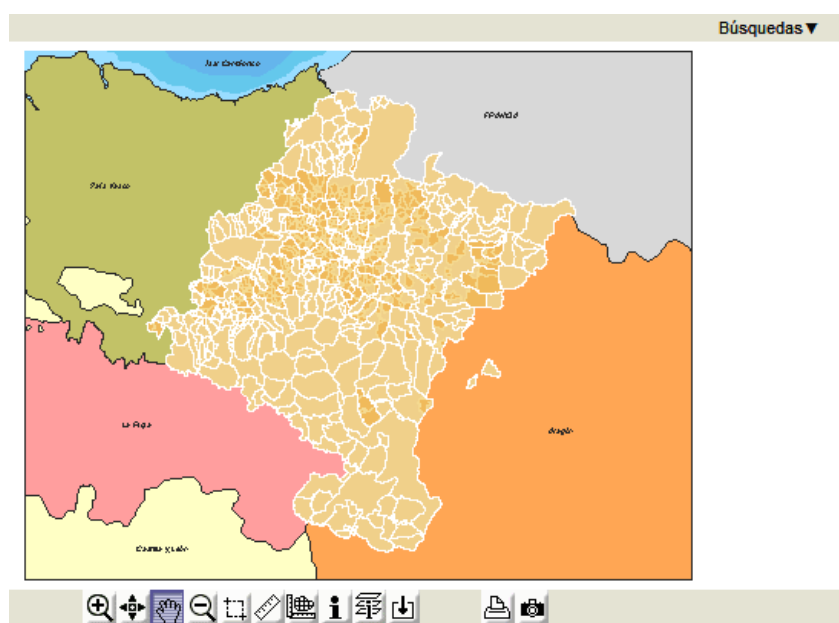 Búsquedas▼
Mar Cantábrico
FRANCIA
País Vasco
La Rioja
Aragón
Castilla y León